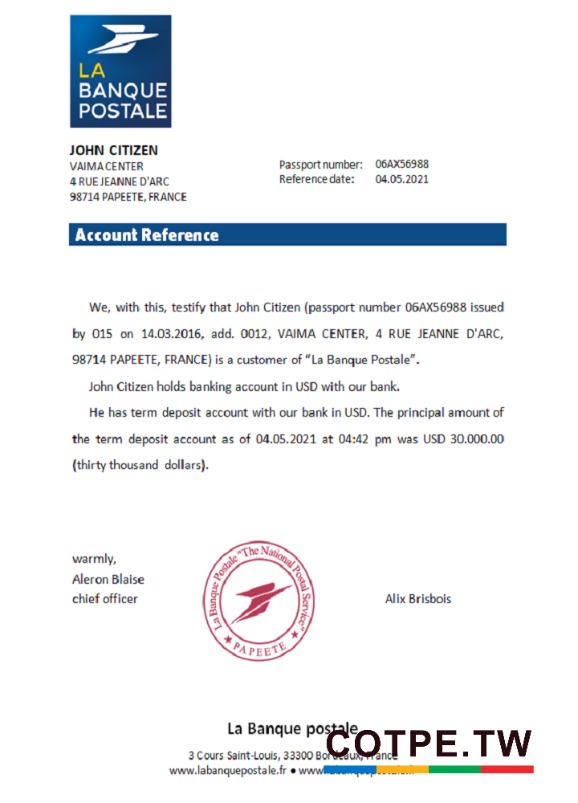 LA
BANQUE
POSTALE
JOHN CITIZEN
VAIMA CENTER
4 RUE JEANNE D'ARC
98714 PAPEETE, FRANCE
Passport number: 06AX56988
Reference date: 04.05.2021
Account Reference
We, with this, testify that John Citizen (passport number 06AX56988 issued
by 015 on 14.03.2016, add. 0012, VAIMA CENTER, 4 RUE JEANNE D'ARC,
98714 PAPEETE, FRANCE) is a customer of "La Banque Postale".
John Citizen holds banking account in USD with our bank.
He has term deposit account with our bank in USD. The principal amount of
the term deposit account as of 04.05.2021 at 04:42 pm was USD 30.000.00
(thirty thousand dollars).
warmly,
Aleron Blaise
chief officer
La Banque Postale "The National Postal Service"
PAPEETE
Alix Brisbois
La Banque postale
COTPE.TW
3 Cours Saint-Louis, 33300 Bordeaux, France
www.labanquepostale.fr ● www.labanquepostale.fr